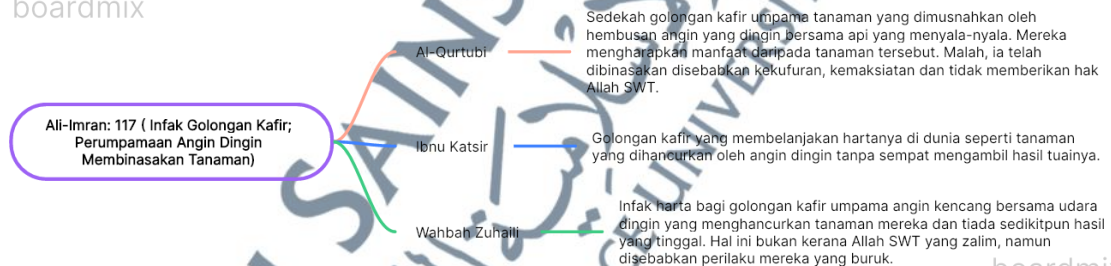 boardmix
Ali-Imran: 117 ( Infak Golongan Kafir;
Perumpamaan Angin Dingin
Membinasakan Tanaman)
Al-Qurtubi
Sedekah golongan kafir umpama tanaman yang dimusnahkan oleh
hembusan angin yang dingin bersama api yang menyala-nyala. Mereka
mengharapkan manfaat daripada tanaman tersebut. Malah, ia telah
dibinasakan disebabkan kekufuran, kemaksiatan dan tidak memberikan hak
Allah SWT.
Ibnu Katsir
Golongan kafir yang membelanjakan hartanya di dunia seperti tanaman
yang dihancurkan oleh angin dingin tanpa sempat mengambil hasil tuainya.
Wahbah Zuhaili
Infak harta bagi golongan kafir umpama angin kencang bersama udara
dingin yang menghancurkan tanaman mereka dan tiada sedikitpun hasil
yang tinggal. Hal ini bukan kerana Allah SWT yang zalim, namun
disebabkan perilaku mereka yang buruk.
boardmix